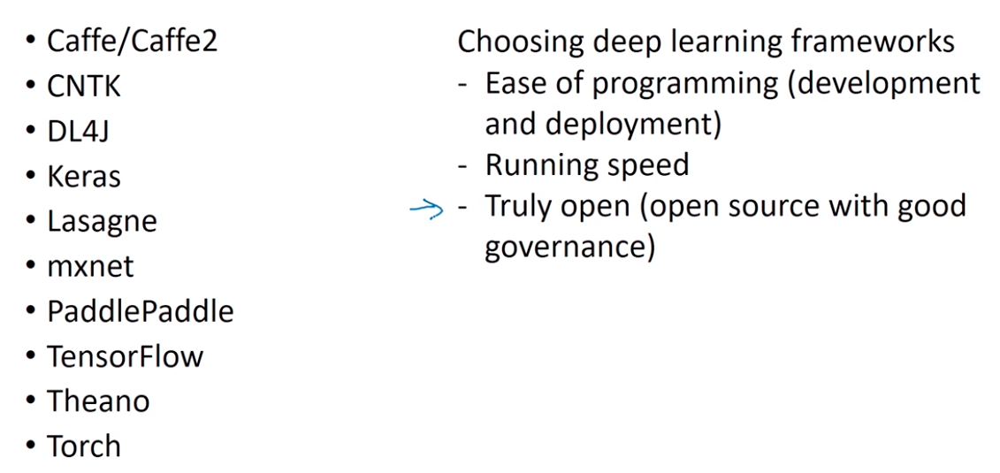 • Caffe/Caffe2
• CNTK
• DL4J
• Keras
• Lasagne
• mxnet
• PaddlePaddle
• TensorFlow
• Theano
• Torch
Choosing deep learning frameworks
- Ease of programming (development
and deployment)
- Running speed
- Truly open (open source with good
governance)